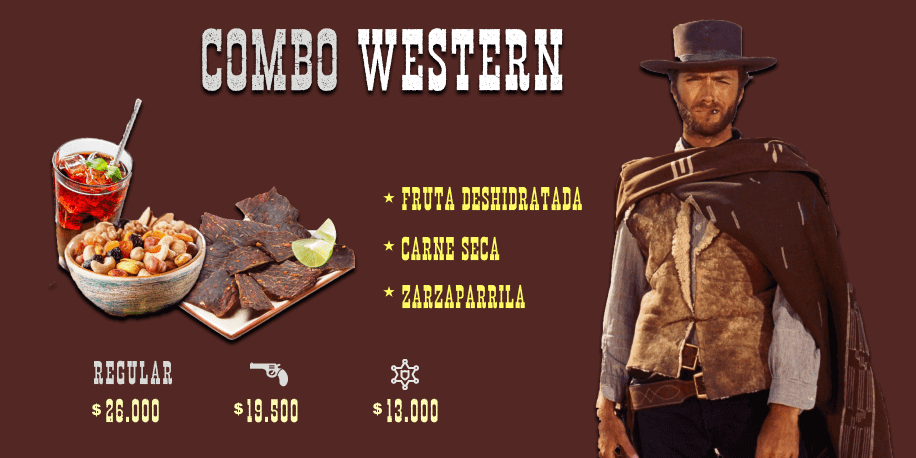 COMBO WESTERN
★ FRUTA DESHIDRATADA
★ CARNE SECA
★ ZARZAPARRILA
REGULAR
$26.000 $19.500 $13.000